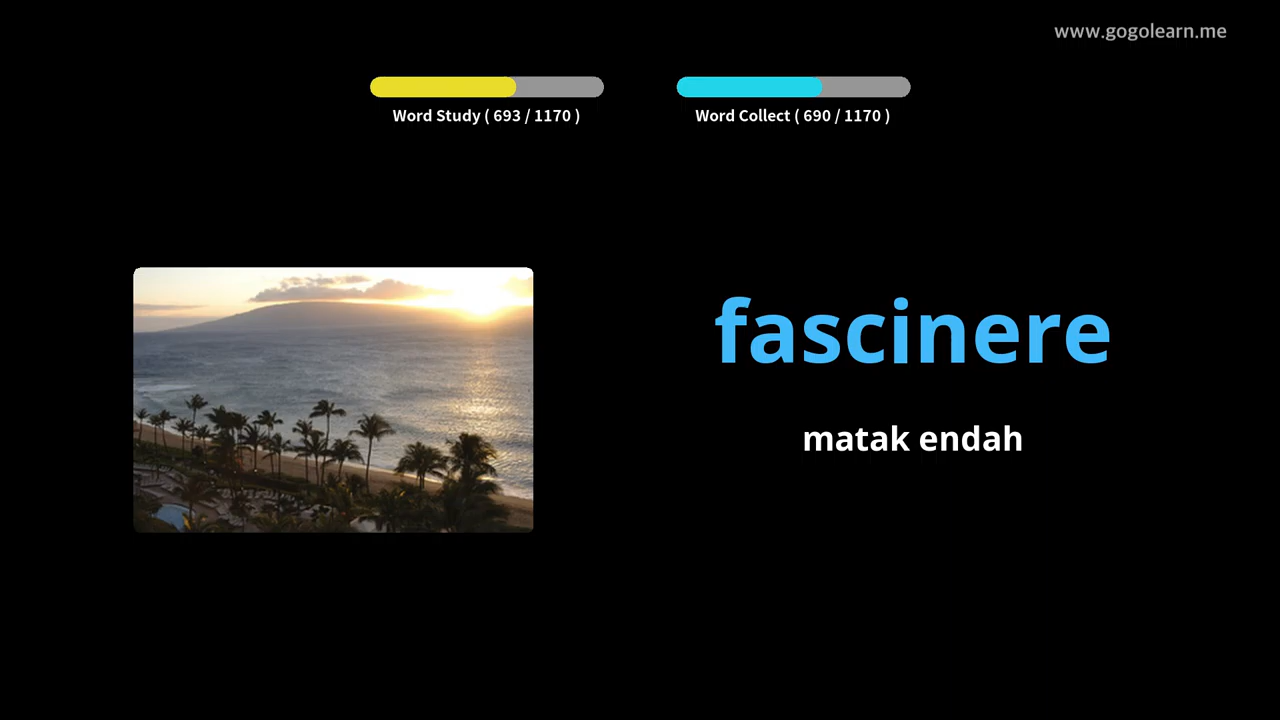 www.gogolearn.me
Word Study ( 693 / 1170 )
Word Collect ( 690 / 1170 )
fascinere
matak endah